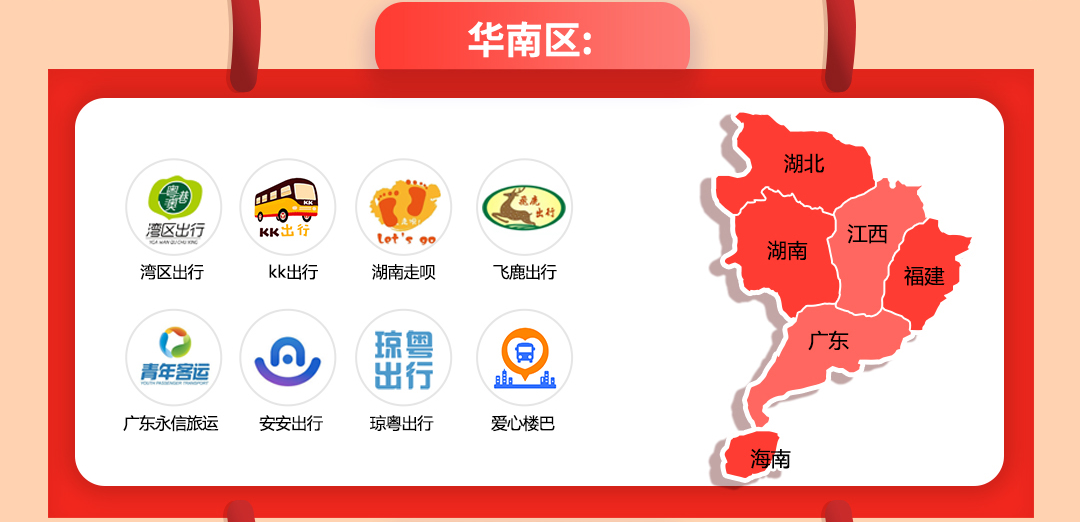 华南区:
粤港澳
湾区出行
YUE WAN QU CHU XING
湾区出行
KK
KK出行
kk出行
走呗
Let's go
湖南走呗
飞鹿
出行
飞鹿出行
青年客运
YOUTH PASSENGER TRANSPORT
广东永信旅运
安安出行
琼粤
出行
琼粤出行
爱心楼巴
湖北
湖南
江西
福建
广东
海南